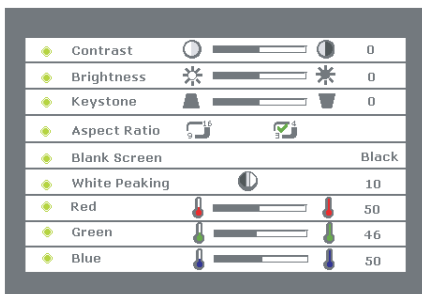 Contrast 0
Brightness 0
Keystone 0
Aspect Ratio 16 9 4 3
Blank Screen Black
White Peaking 10
Red 50
Green 46
Blue 50